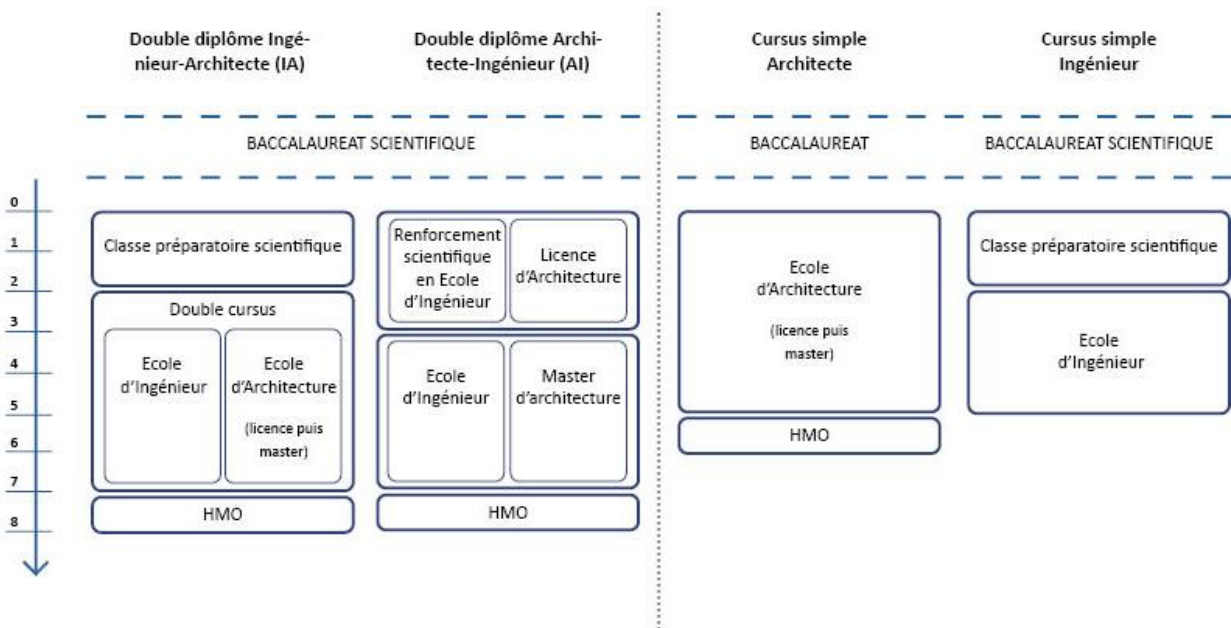 Double diplôme Ingé-
nieur-Architecte (IA)
Double diplôme Archi-
tecte-Ingénieur (AI)
Cursus simple
Architecte
Cursus simple
Ingénieur
BACCALAUREAT SCIENTIFIQUE
BACCALAUREAT
BACCALAUREAT SCIENTIFIQUE
0
1
2
3
4
5
6
7
8
Classe préparatoire scientifique
Double cursus
Ecole
d'Ingénieur
Ecole
d'Architecture
(licence puis
master)
HMO
Renforcement
scientifique
en Ecole
d'Ingénieur
Licence
d'Architecture
Ecole
d'Ingénieur
Master
d'architecture
HMO
Ecole
d'Architecture
(licence puis
master)
HMO
Classe préparatoire scientifique
Ecole
d'Ingénieur